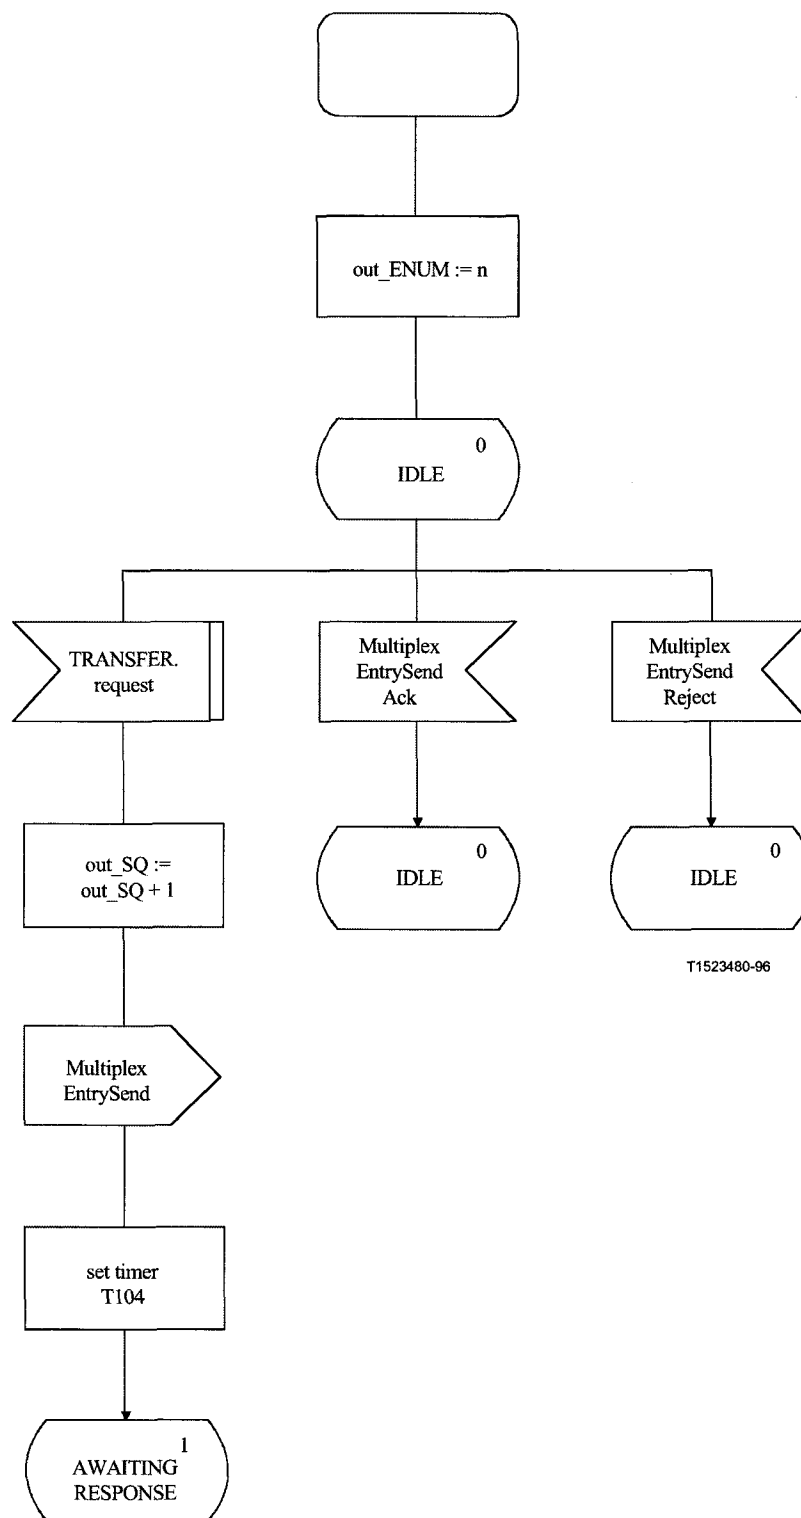 out_ENUM := n
0
IDLE
TRANSFER.
request
Multiplex
EntrySend
Ack
Multiplex
EntrySend
Reject
out_SQ :=
out_SQ + 1
0
IDLE
0
IDLE
T1523480-96
Multiplex
EntrySend
set timer
T104
1
AWAITING
RESPONSE